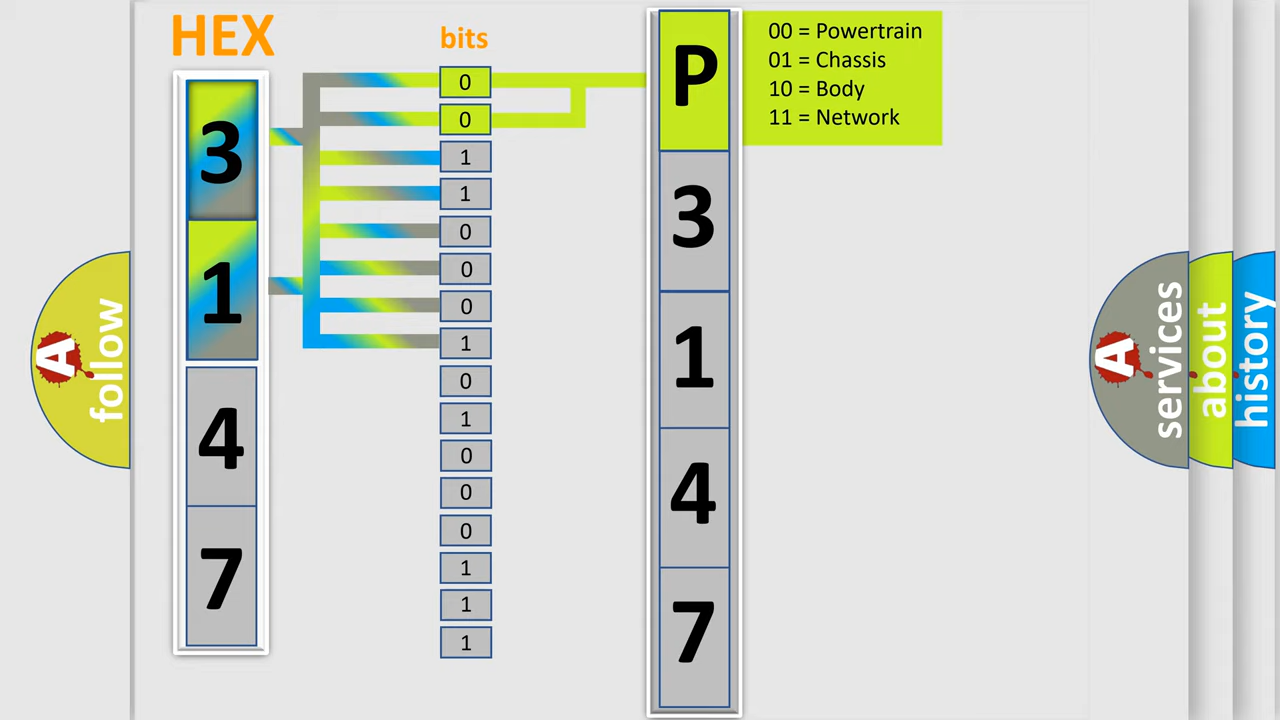 HEX
bits
3
1
4
7
0
0
1
1
0
0
0
1
0
1
0
0
0
1
1
1
P
3
1
4
7
00 = Powertrain
01 = Chassis
10 = Body
11 = Network
A
follow
A
services
about
history